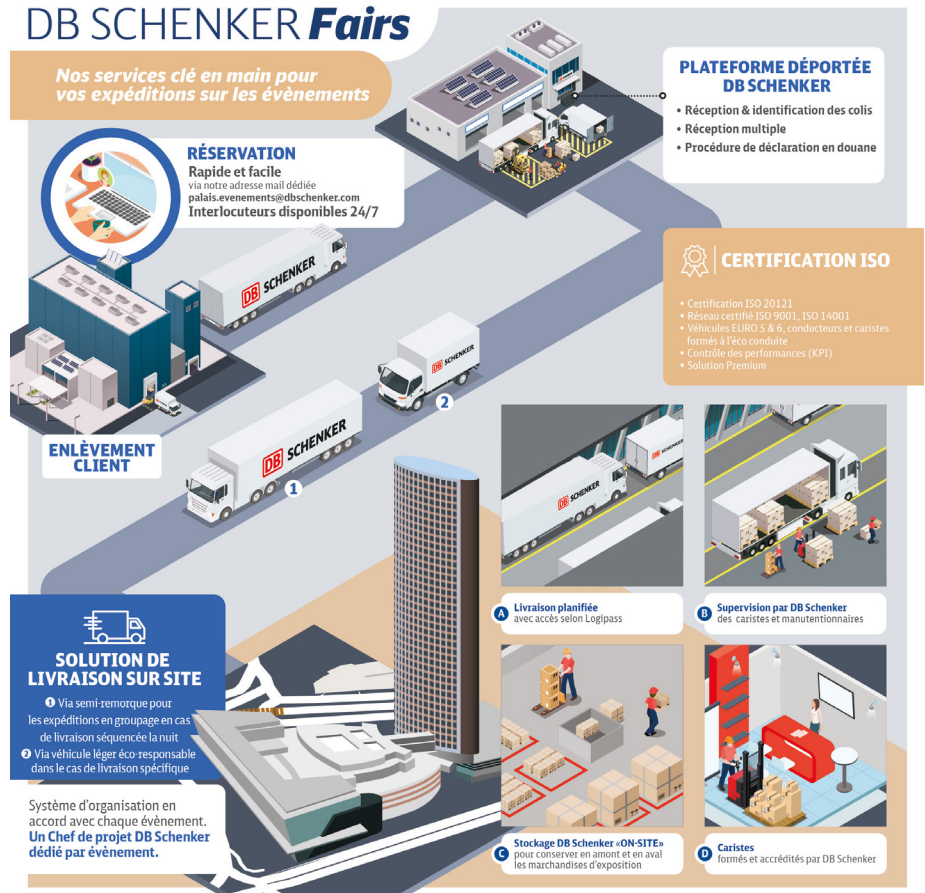 DB SCHENKER Fairs
Nos services clé en main pour
vos expéditions sur les évènements
PLATEFORME DÉPORTÉE
DB SCHENKER
• Réception & identification des colis
• Réception multiple
• Procédure de déclaration en douane
RÉSERVATION
Rapide et facile
via notre adresse mail dédiée
palais.evenements@dbschenker.com
Interlocuteurs disponibles 24/7
DB SCHENKER
CERTIFICATION ISO
• Certification ISO 20121
• Réseau certifié ISO 9001, ISO 14001
• Véhicules EURO 5 & 6, conducteurs et caristes
formés à l'éco conduite
• Contrôle des performances (KPI)
• Solution Premium
DB SCHENKER
2
ENLÈVEMENT
CLIENT
DB SCHENKER
1
DB SCHENKER
DB SCHENKER
A Livraison planifiée
avec accès selon Logipass
B Supervision par DB Schenker
des caristes et manutentionnaires
SOLUTION DE
LIVRAISON SUR SITE
1 Via semi-remorque pour
les expéditions en groupage en cas
de livraison séquencée la nuit
2 Via véhicule léger éco-responsable
dans le cas de livraison spécifique
Système d'organisation en
accord avec chaque évènement.
Un Chef de projet DB Schenker
dédié par évènement.
C Stockage DB Schenker «ON-SITE»
pour conserver en amont et en aval
les marchandises d'exposition
D Caristes
formés et accrédités par DB Schenker